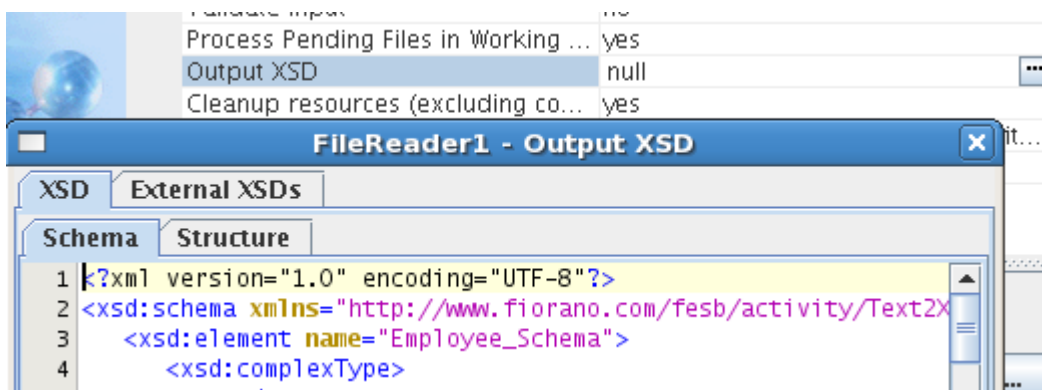 Process Pending Files in Working ... yes
Output XSD null ...
Cleanup resources (excluding co... yes
FileReader1 - Output XSD
it...
XSD External XSDs
Schema Structure
1 <?xml version="1.0" encoding="UTF-8"?>
2 <xsd:schema xmlns="http://www.fiorano.com/fesb/activity/Text2X
3 <xsd:element name="Employee_Schema">
4 <xsd:complexType>
...